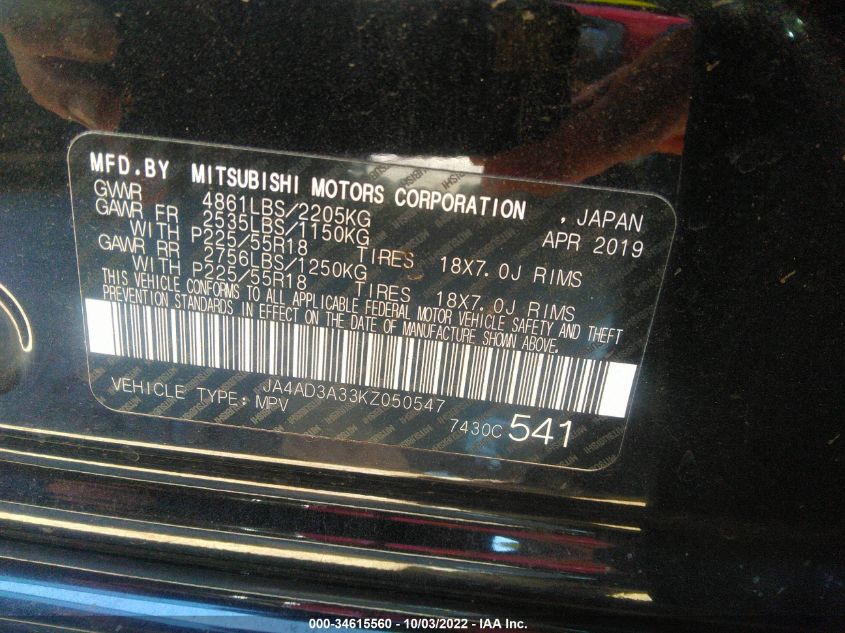 MFD.BY MITSUBISHI MOTORS CORPORATION , JAPAN
GVWR 4861LBS/2205KG APR 2019
GAWR FR 2535LBS/1150KG
WITH P225/55R18 TIRES 18X7.0J RIMS
GAWR RR 2756LBS/1250KG
WITH P225/55R18 TIRES 18X7.0J RIMS
THIS VEHICLE CONFORMS TO ALL APPLICABLE FEDERAL MOTOR VEHICLE SAFETY AND THEFT
PREVENTION STANDARDS IN EFFECT ON THE DATE OF MANUFACTURE SHOWN ABOVE.
JA4AD3A33KZ050547
VEHICLE TYPE: MPV
7430C 541
000-34615560 - 10/03/2022 - IAA Inc.